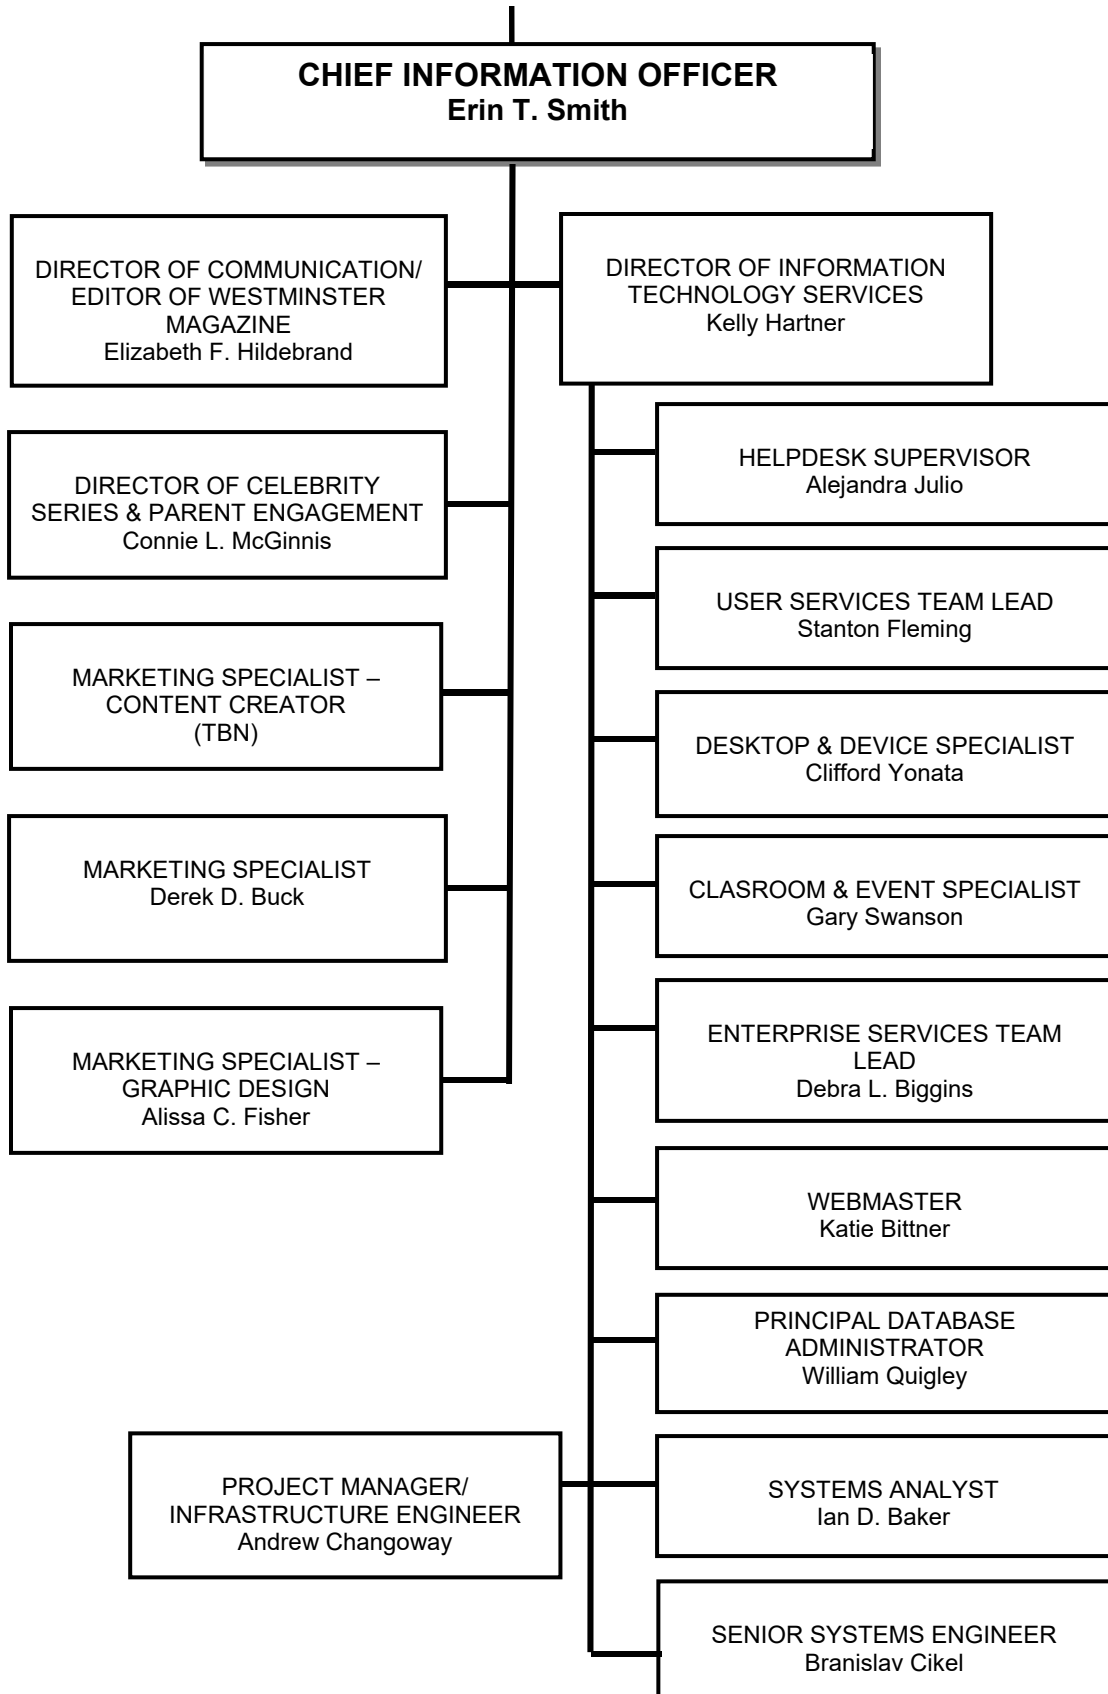 CHIEF INFORMATION OFFICER
Erin T. Smith
DIRECTOR OF COMMUNICATION/
EDITOR OF WESTMINSTER
MAGAZINE
Elizabeth F. Hildebrand
DIRECTOR OF CELEBRITY
SERIES & PARENT ENGAGEMENT
Connie L. McGinnis
MARKETING SPECIALIST –
CONTENT CREATOR
(TBN)
MARKETING SPECIALIST
Derek D. Buck
MARKETING SPECIALIST –
GRAPHIC DESIGN
Alissa C. Fisher
DIRECTOR OF INFORMATION
TECHNOLOGY SERVICES
Kelly Hartner
HELPDESK SUPERVISOR
Alejandra Julio
USER SERVICES TEAM LEAD
Stanton Fleming
DESKTOP & DEVICE SPECIALIST
Clifford Yonata
CLASROOM & EVENT SPECIALIST
Gary Swanson
ENTERPRISE SERVICES TEAM
LEAD
Debra L. Biggins
WEBMASTER
Katie Bittner
PRINCIPAL DATABASE
ADMINISTRATOR
William Quigley
PROJECT MANAGER/
INFRASTRUCTURE ENGINEER
Andrew Changoway
SYSTEMS ANALYST
Ian D. Baker
SENIOR SYSTEMS ENGINEER
Branislav Cikel